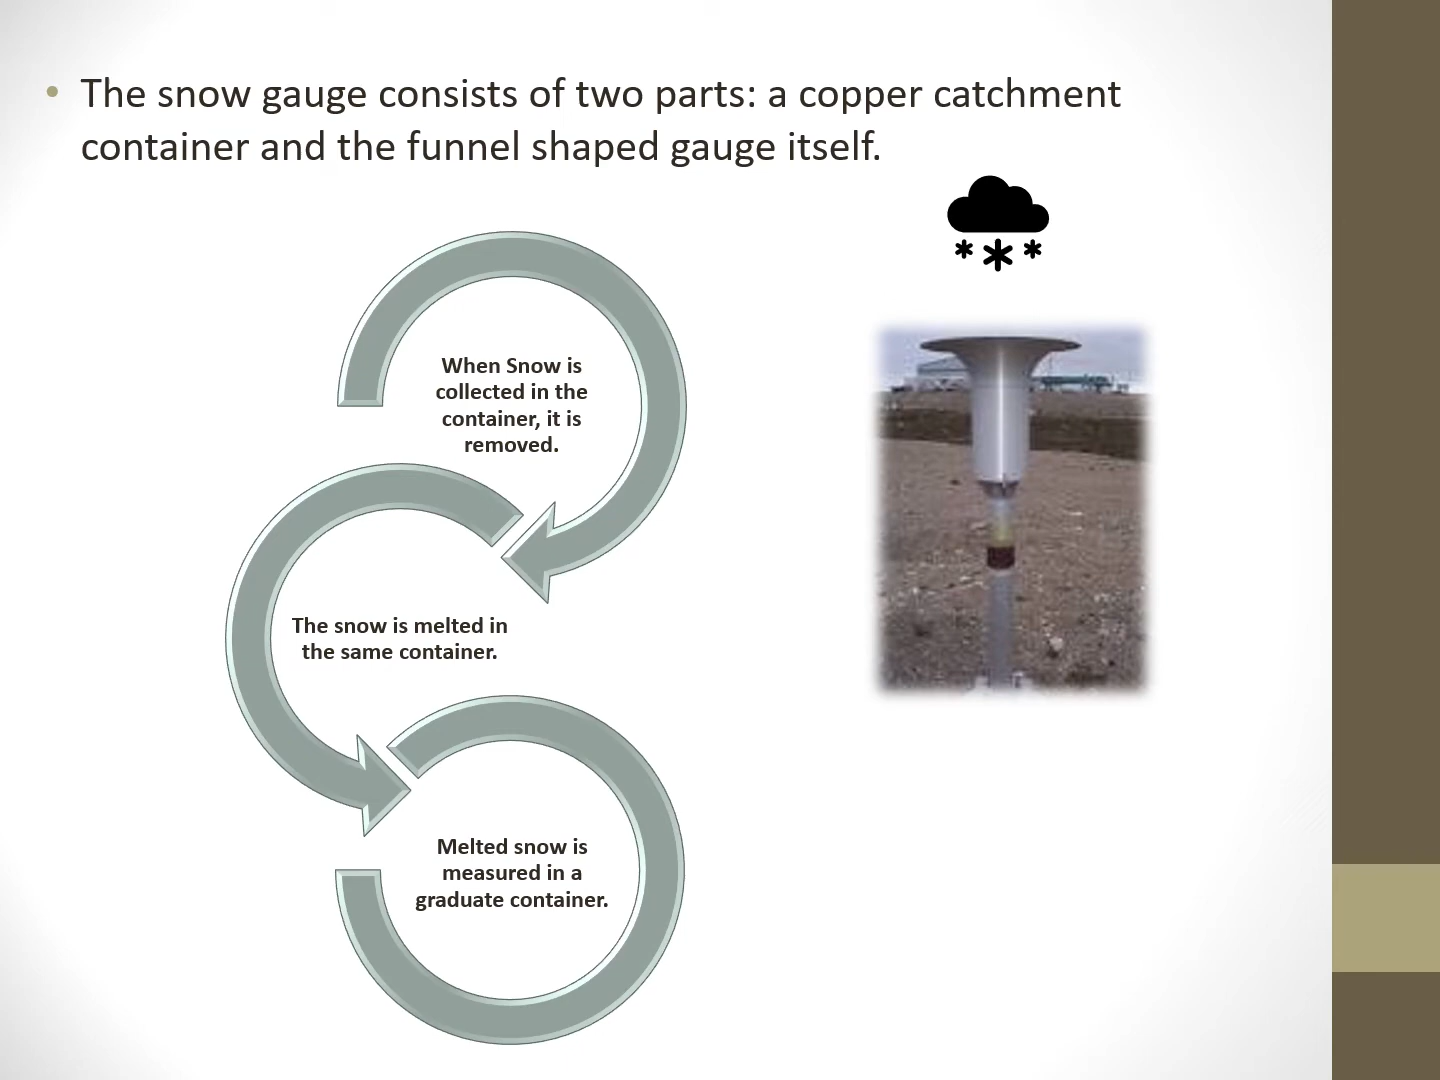 • The snow gauge consists of two parts: a copper catchment
container and the funnel shaped gauge itself.
When Snow is
collected in the
container, it is
removed.
The snow is melted in
the same container.
Melted snow is
measured in a
graduate container.